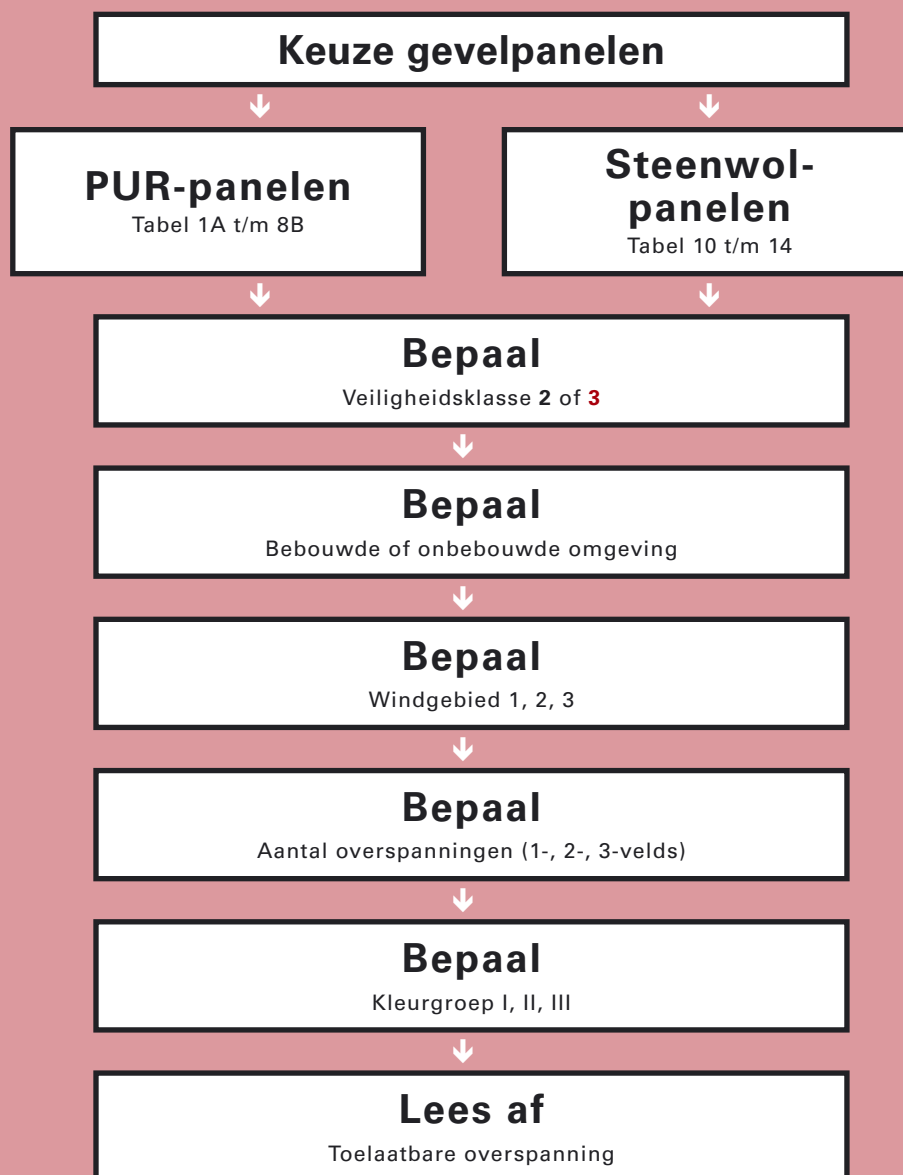 Keuze gevelpanelen
PUR-panelen
Tabel 1A t/m 8B
Steenwol-
panelen
Tabel 10 t/m 14
Bepaal
Veiligheidsklasse 2 of 3
Bepaal
Bebouwde of onbebouwde omgeving
Bepaal
Windgebied 1, 2, 3
Bepaal
Aantal overspanningen (1-, 2-, 3-velds)
Bepaal
Kleurgroep I, II, III
Lees af
Toelaatbare overspanning